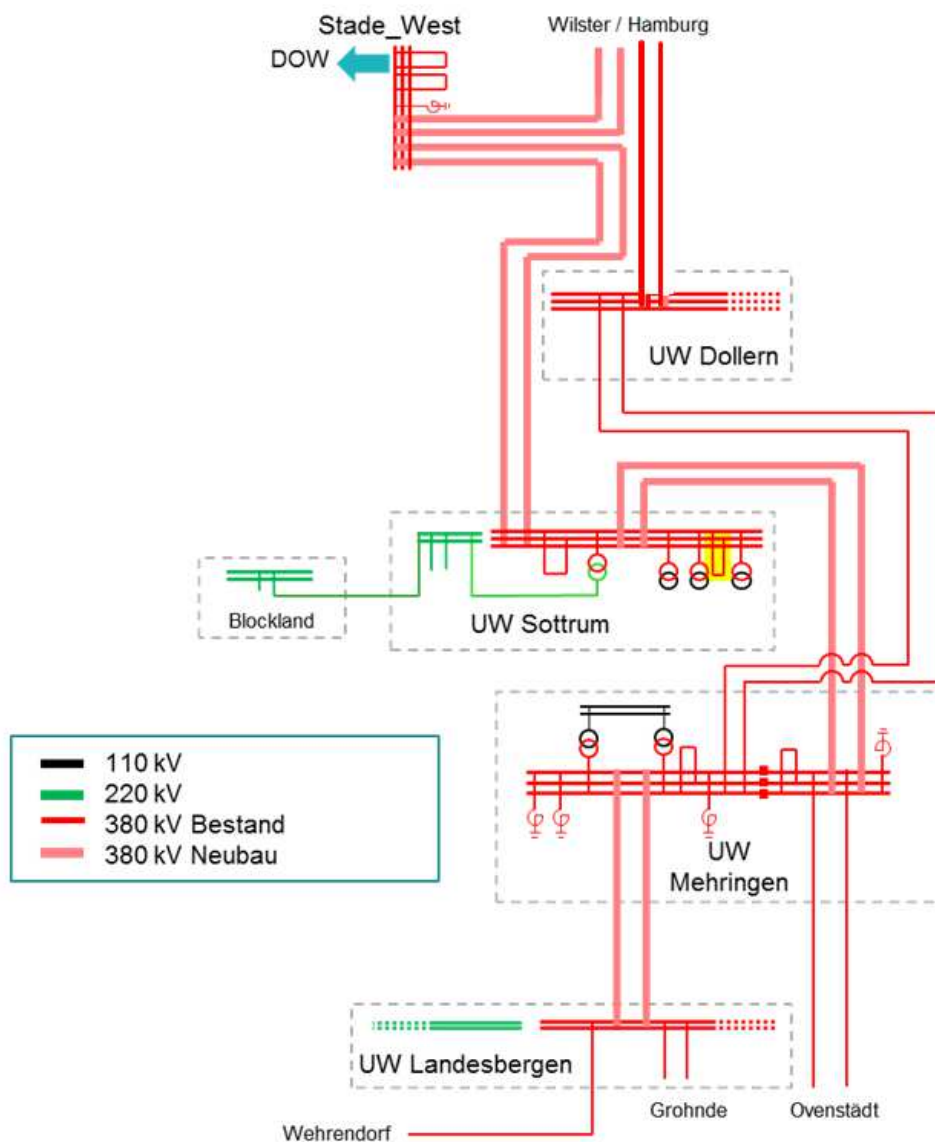 Stade_West
Wilster / Hamburg
DOW
UW Dollern
Blockland
UW Sottrum
110 kV
220 kV
380 kV Bestand
380 kV Neubau
UW
Mehringen
UW Landesbergen
Grohnde
Ovenstädt
Wehrendorf